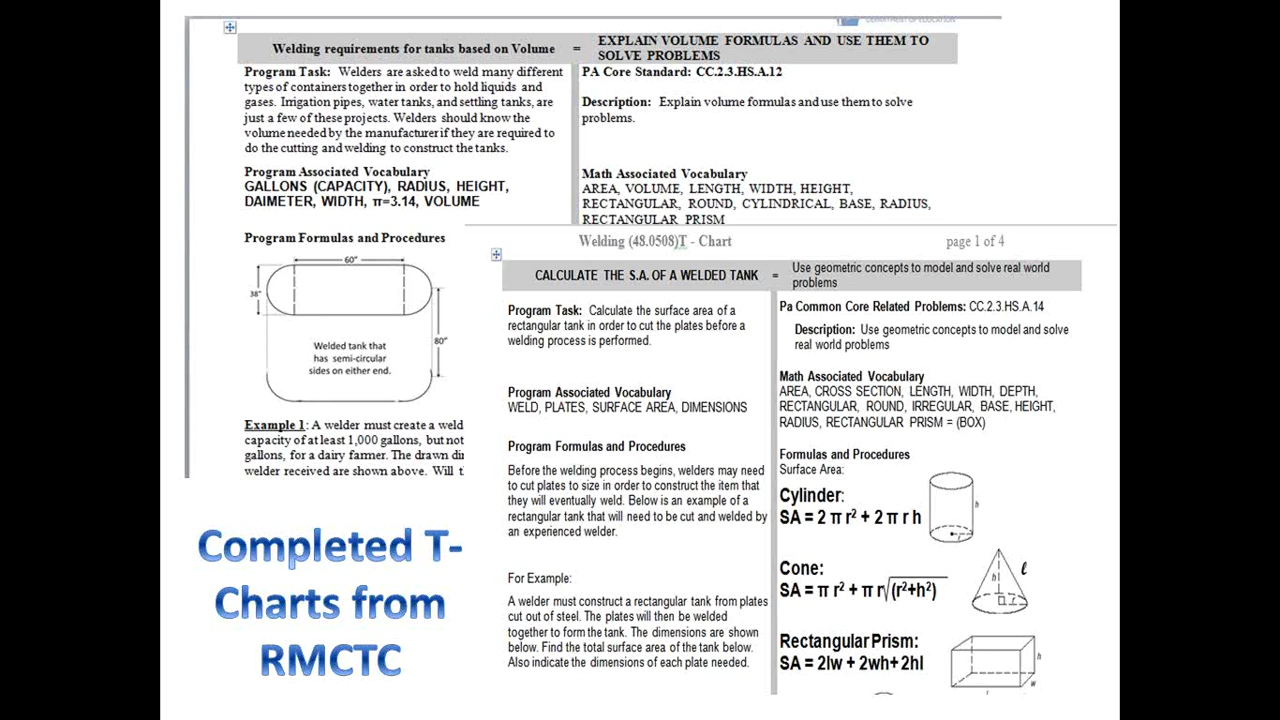 DEPARTMENT OF EDUCATION
Welding requirements for tanks based on Volume = EXPLAIN VOLUME FORMULAS AND USE THEM TO
SOLVE PROBLEMS
Program Task: Welders are asked to weld many different
types of containers together in order to hold liquids and
gases. Irrigation pipes, water tanks, and settling tanks, are
just a few of these projects. Welders should know the
volume needed by the manufacturer if they are required to
do the cutting and welding to construct the tanks.
PA Core Standard: CC.2.3.HS.A.12
Description: Explain volume formulas and use them to solve
problems.
Program Associated Vocabulary
GALLONS (CAPACITY), RADIUS, HEIGHT,
DAIMETER, WIDTH, π=3.14, VOLUME
Math Associated Vocabulary
AREA, VOLUME, LENGTH, WIDTH, HEIGHT,
RECTANGULAR, ROUND, CYLINDRICAL, BASE, RADIUS,
RECTANGULAR PRISM
Program Formulas and Procedures
60"
38"
80"
Welded tank that
has semi-circular
sides on either end.
Example 1: A welder must create a weld
capacity of at least 1,000 gallons, but not
gallons, for a dairy farmer. The drawn di
welder received are shown above. Will t
Welding (48.0508)T - Chart page 1 of 4
CALCULATE THE S.A. OF A WELDED TANK = Use geometric concepts to model and solve real world
problems
Program Task: Calculate the surface area of a
rectangular tank in order to cut the plates before a
welding process is performed.
Pa Common Core Related Problems: CC.2.3.HS.A.14
Description: Use geometric concepts to model and solve
real world problems
Program Associated Vocabulary
WELD, PLATES, SURFACE AREA, DIMENSIONS
Math Associated Vocabulary
AREA, CROSS SECTION, LENGTH, WIDTH, DEPTH,
RECTANGULAR, ROUND, IRREGULAR, BASE, HEIGHT,
RADIUS, RECTANGULAR PRISM = (BOX)
Program Formulas and Procedures
Before the welding process begins, welders may need
to cut plates to size in order to construct the item that
they will eventually weld. Below is an example of a
rectangular tank that will need to be cut and welded by
an experienced welder.
For Example:
A welder must construct a rectangular tank from plates
cut out of steel. The plates will then be welded
together to form the tank. The dimensions are shown
below. Find the total surface area of the tank below.
Also indicate the dimensions of each plate needed.
Formulas and Procedures
Surface Area:
Cylinder:
SA = 2 π r² + 2 π r h
h
r
Cone:
SA = π r² + π r√(r²+h²)
h
ℓ
r
Rectangular Prism:
SA = 2lw + 2wh+ 2hl
h
w
l
Completed T-
Charts from
RMCTC